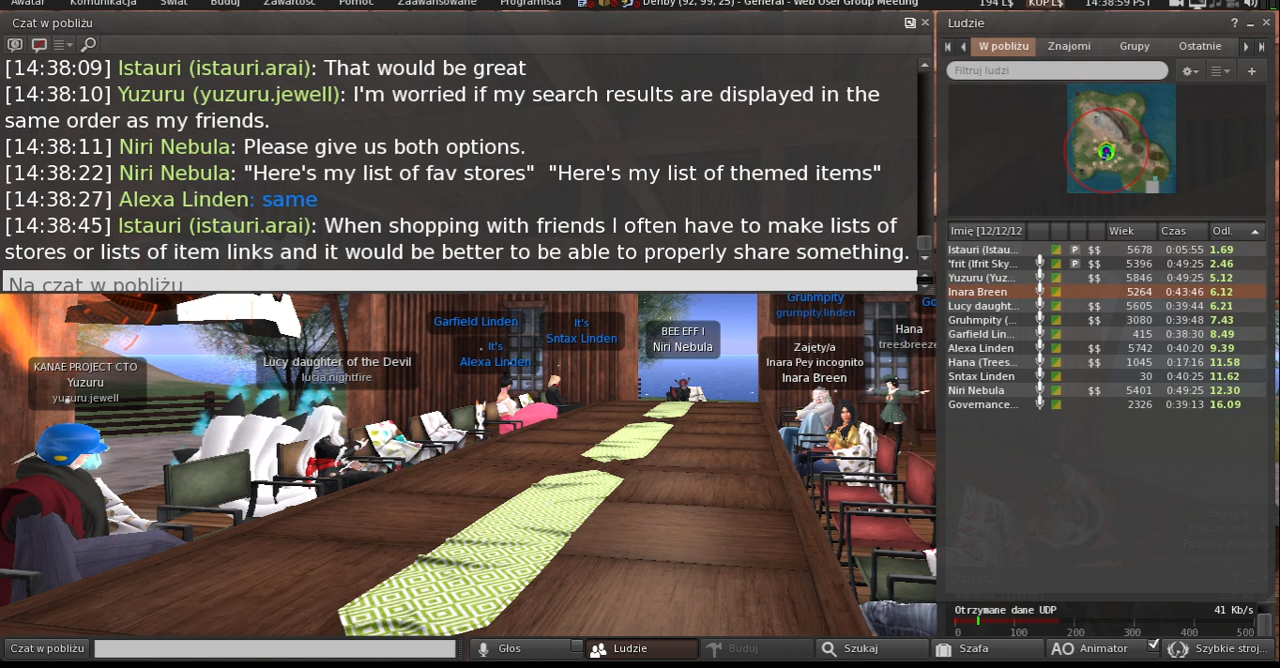 Awatar Komunikacja Świat Buduj Zawartość Pomoc Zaawansowane Programista Denby (92, 99, 25) - General - Web User Group Meeting 194 L$ KUP L$ 14:38:59 PST
Czat w pobliżu
[14:38:09] Istauri (istauri.arai): That would be great
[14:38:10] Yuzuru (yuzuru.jewell): I'm worried if my search results are displayed in the
same order as my friends.
[14:38:11] Niri Nebula: Please give us both options.
[14:38:22] Niri Nebula: "Here's my list of fav stores" "Here's my list of themed items"
[14:38:27] Alexa Linden: same
[14:38:45] Istauri (istauri.arai): When shopping with friends I often have to make lists of
stores or lists of item links and it would be better to be able to properly share something.
Na czat w pobliżu
KANAE PROJECT CTO
Yuzuru
yuzuru.jewell
Lucy daughter of the Devil
lucia.nightfire
Garfield Linden
It's
Alexa Linden
It's
Sntax Linden
BEE EFF I
Niri Nebula
Gruhmpity
grumpity.linden
Zajęty/a
Inara Pey incognito
Inara Breen
Go
Hana
treesbreeze
Ludzie
W pobliżu Znajomi Grupy Ostatnie
Filtruj ludzi
Imię [12/12/12 Wiek Czas Odl.
Istauri (Istau... P $$ 5678 0:05:55 1.69
'frit (Ifrit Sky... P $$ 5396 0:49:25 2.46
Yuzuru (Yuz... $$ 5846 0:49:25 5.12
Inara Breen 5264 0:43:46 6.12
Lucy daught... $$ 5605 0:39:44 6.21
Gruhmpity (... $$ 3080 0:39:48 7.43
Garfield Lin... 415 0:38:30 8.49
Alexa Linden $$ 5742 0:40:20 9.39
Hana (Trees... $$ 1045 0:17:16 11.58
Sntax Linden 30 0:40:25 11.62
Niri Nebula $$ 5401 0:49:25 12.30
Governance... 2326 0:39:13 16.09
Otrzymane dane UDP 41 Kb/s
0 100 200 300 400 500
Czat w pobliżu Głos Ludzie Buduj Szukaj Szafa AO Animator Szybkie stroj...